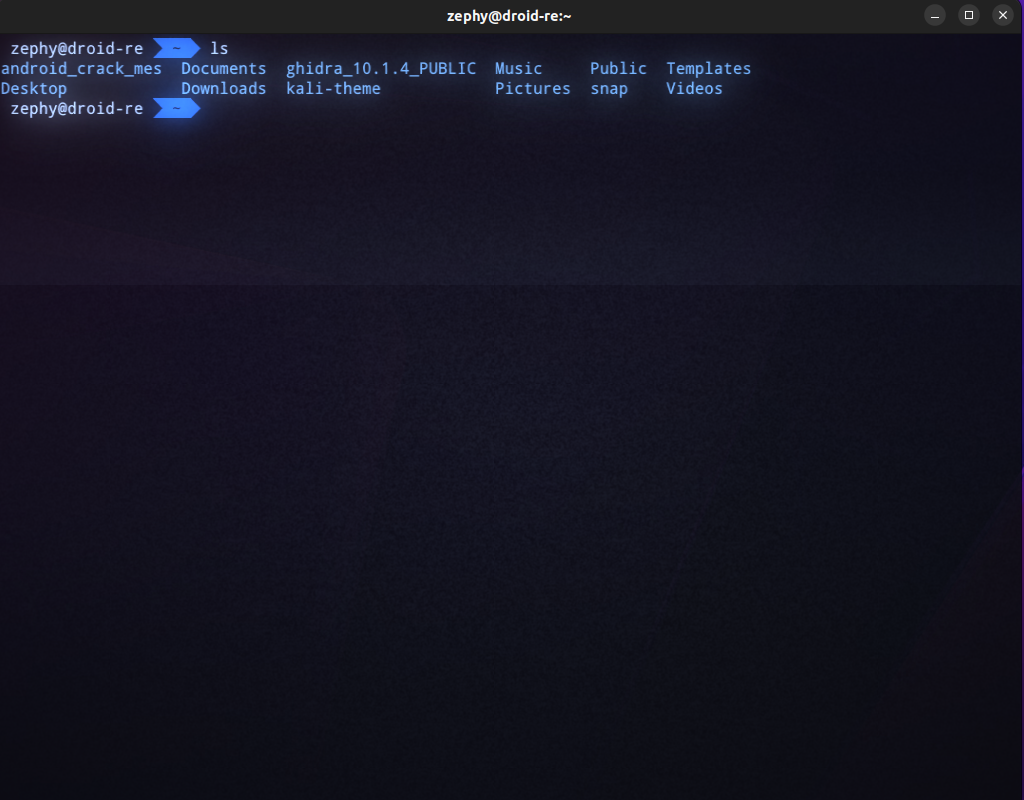 zephy@droid-re:~
zephy@droid-re ~ ls
android_crack_mes Documents ghidra_10.1.4_PUBLIC Music Public Templates
Desktop Downloads kali-theme Pictures snap Videos
zephy@droid-re ~